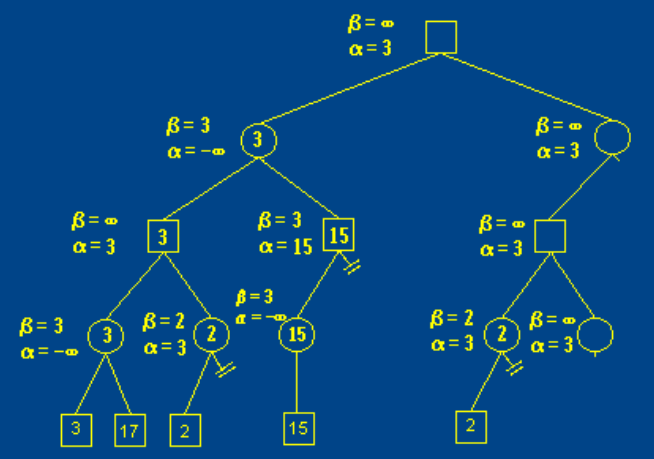 β = ∞
α = 3
β = 3
α = -∞
3
β = ∞
α = 3
β = ∞
α = 3
3
β = 3
α = 15
15
β = ∞
α = 3
β = 3
α = -∞
3
β = 2
α = 3
2
β = 3
α = -∞
15
β = 2
α = 3
2
β = ∞
α = 3
3
17
2
15
2